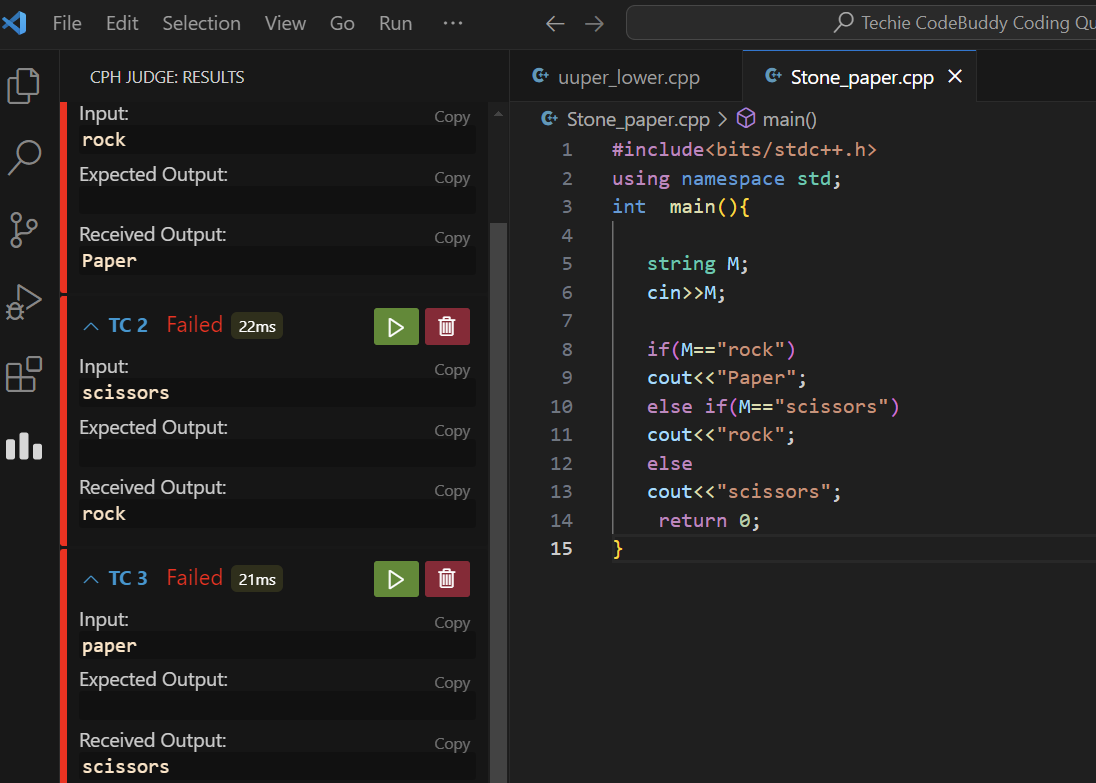 File Edit Selection View Go Run ··· ← → Techie CodeBuddy Coding Qu
CPH JUDGE: RESULTS
Input: Copy
rock
Expected Output: Copy
Received Output: Copy
Paper
TC 2 Failed 22ms
Input: Copy
scissors
Expected Output: Copy
Received Output: Copy
rock
TC 3 Failed 21ms
Input: Copy
paper
Expected Output: Copy
Received Output: Copy
scissors
uuper_lower.cpp Stone_paper.cpp ×
Stone_paper.cpp > main()
1 #include<bits/stdc++.h>
2 using namespace std;
3 int  main(){
4
5    string M;
6    cin>>M;
7
8    if(M=="rock")
9    cout<<"Paper";
10    else if(M=="scissors")
11    cout<<"rock";
12    else
13    cout<<"scissors";
14     return 0;
15 }